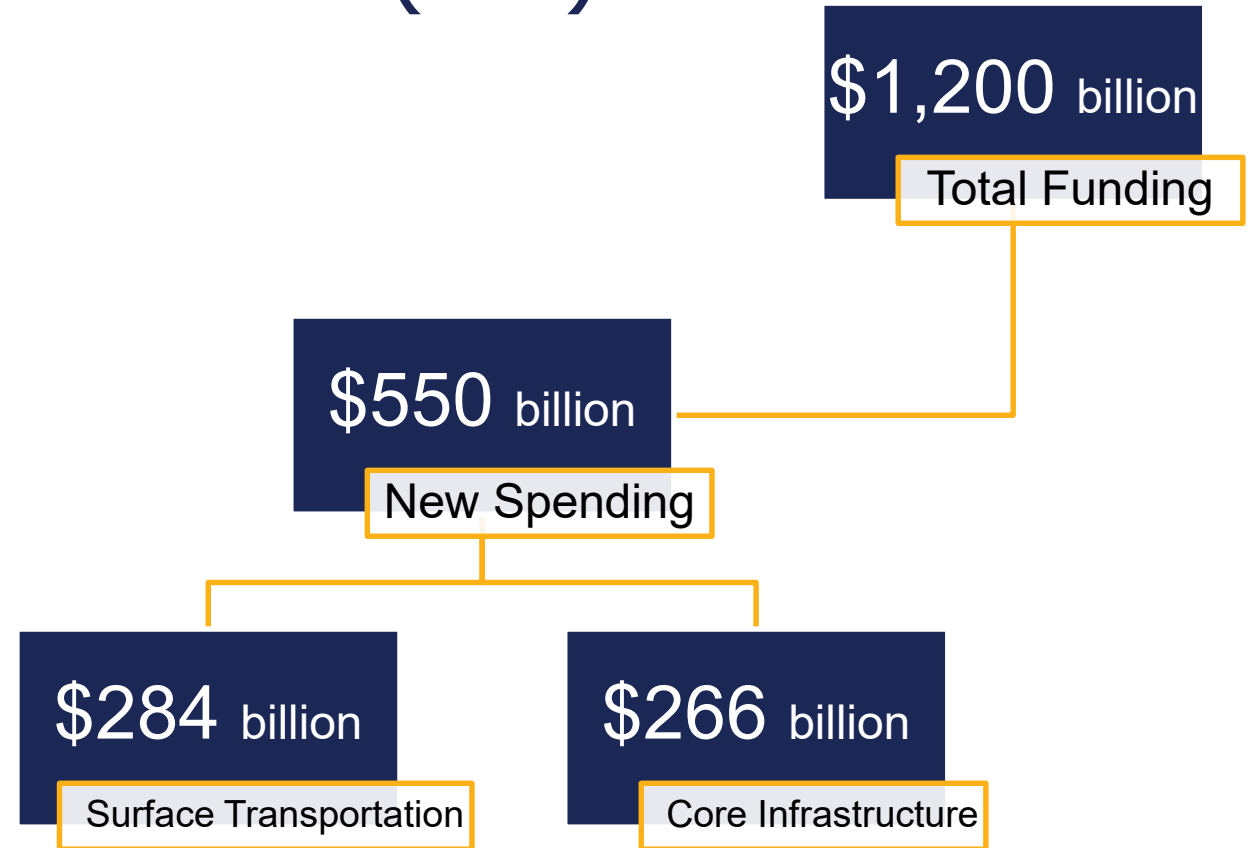 $1,200 billion
Total Funding
$550 billion
New Spending
$284 billion
Surface Transportation
$266 billion
Core Infrastructure